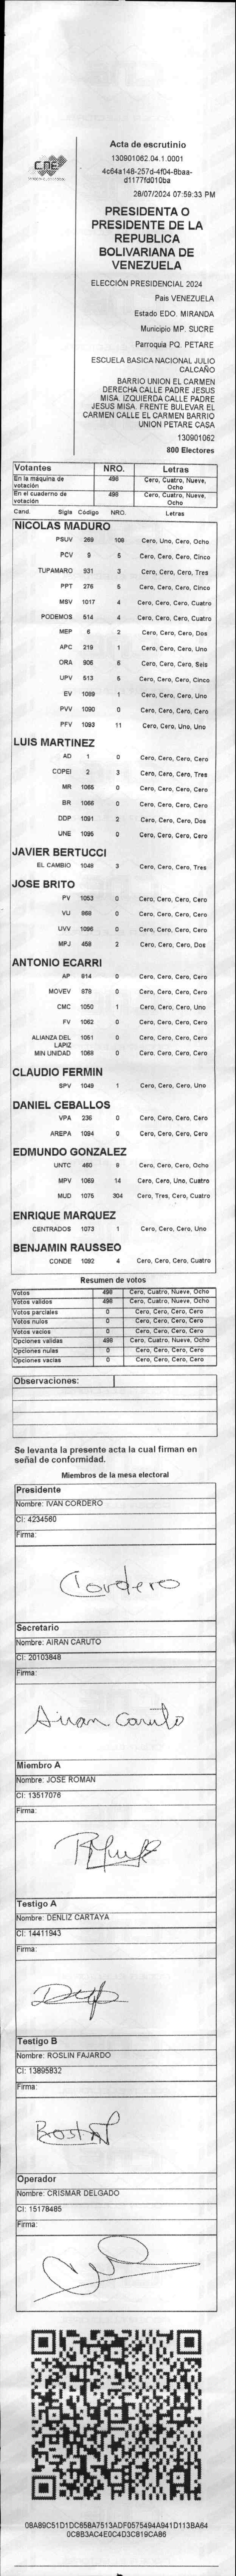 CNE
Acta de escrutinio
130901062.04.1.0001
4c64a148-257d-4f04-8baa-
d1177fd010ba
28/07/2024 07:59:33 PM
PRESIDENTA O
PRESIDENTE DE LA
REPUBLICA
BOLIVARIANA DE
VENEZUELA
ELECCIÓN PRESIDENCIAL 2024
Pais VENEZUELA
Estado EDO. MIRANDA
Municipio MP. SUCRE
Parroquia PQ. PETARE
ESCUELA BASICA NACIONAL JULIO
CALCAÑO
BARRIO UNION EL CARMEN
DERECHA CALLE PADRE JESUS
MISA. IZQUIERDA CALLE PADRE
JESUS MISA. FRENTE BULEVAR EL
CARMEN CALLE EL CARMEN BARRIO
UNION PETARE CASA
130901062
800 Electores
Votantes NRO. Letras
En la máquina de votación 498 Cero, Cuatro, Nueve, Ocho
En el cuaderno de votación 498 Cero, Cuatro, Nueve, Ocho
Cand. Sigla Código NRO. Letras
NICOLAS MADURO
PSUV 269 108 Cero, Uno, Cero, Ocho
PCV 9 5 Cero, Cero, Cero, Cinco
TUPAMARO 931 3 Cero, Cero, Cero, Tres
PPT 276 5 Cero, Cero, Cero, Cinco
MSV 1017 4 Cero, Cero, Cero, Cuatro
PODEMOS 514 4 Cero, Cero, Cero, Cuatro
MEP 6 2 Cero, Cero, Cero, Dos
APC 219 1 Cero, Cero, Cero, Uno
ORA 906 6 Cero, Cero, Cero, Seis
UPV 513 5 Cero, Cero, Cero, Cinco
EV 1089 1 Cero, Cero, Cero, Uno
PVV 1090 0 Cero, Cero, Cero, Cero
PFV 1093 11 Cero, Cero, Uno, Uno
LUIS MARTINEZ
AD 1 0 Cero, Cero, Cero, Cero
COPEI 2 3 Cero, Cero, Cero, Tres
MR 1065 0 Cero, Cero, Cero, Cero
BR 1066 0 Cero, Cero, Cero, Cero
DDP 1091 2 Cero, Cero, Cero, Dos
UNE 1095 0 Cero, Cero, Cero, Cero
JAVIER BERTUCCI
EL CAMBIO 1048 3 Cero, Cero, Cero, Tres
JOSE BRITO
PV 1053 0 Cero, Cero, Cero, Cero
VU 969 0 Cero, Cero, Cero, Cero
UVV 1096 0 Cero, Cero, Cero, Cero
MPJ 458 2 Cero, Cero, Cero, Dos
ANTONIO ECARRI
AP 814 0 Cero, Cero, Cero, Cero
MOVEV 878 0 Cero, Cero, Cero, Cero
CMC 1050 1 Cero, Cero, Cero, Uno
FV 1062 0 Cero, Cero, Cero, Cero
ALIANZA DEL LAPIZ 1051 0 Cero, Cero, Cero, Cero
MIN UNIDAD 1068 0 Cero, Cero, Cero, Cero
CLAUDIO FERMIN
SPV 1049 1 Cero, Cero, Cero, Uno
DANIEL CEBALLOS
VPA 236 0 Cero, Cero, Cero, Cero
AREPA 1094 0 Cero, Cero, Cero, Cero
EDMUNDO GONZALEZ
UNTC 460 8 Cero, Cero, Cero, Ocho
MPV 1069 14 Cero, Cero, Uno, Cuatro
MUD 1075 304 Cero, Tres, Cero, Cuatro
ENRIQUE MARQUEZ
CENTRADOS 1073 1 Cero, Cero, Cero, Uno
BENJAMIN RAUSSEO
CONDE 1092 4 Cero, Cero, Cero, Cuatro
Resumen de votos
Votos 498 Cero, Cuatro, Nueve, Ocho
Votos validos 498 Cero, Cuatro, Nueve, Ocho
Votos parciales 0 Cero, Cero, Cero, Cero
Votos nulos 0 Cero, Cero, Cero, Cero
Votos vacios 0 Cero, Cero, Cero, Cero
Opciones validas 498 Cero, Cuatro, Nueve, Ocho
Opciones nulas 0 Cero, Cero, Cero, Cero
Opciones vacias 0 Cero, Cero, Cero, Cero
Observaciones:
Se levanta la presente acta la cual firman en
señal de conformidad.
Miembros de la mesa electoral
Presidente
Nombre: IVAN CORDERO
CI: 4234560
Firma:
Cordero
Secretario
Nombre: AIRAN CARUTO
CI: 20103848
Firma:
Airan Caruto
Miembro A
Nombre: JOSE ROMAN
CI: 13517076
Firma:
Testigo A
Nombre: DENLIZ CARTAYA
CI: 14411943
Firma:
Testigo B
Nombre: ROSLIN FAJARDO
CI: 13895832
Firma:
Operador
Nombre: CRISMAR DELGADO
CI: 15178485
Firma:
08A89C51D1DC658A7513ADF0575494A941D113BA64
0C8B3AC4E0C4D3C819CA86